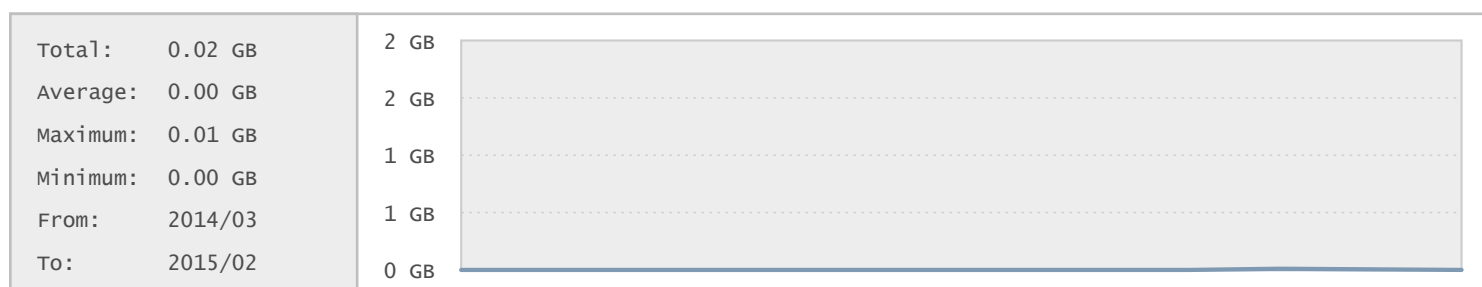 Total: 0.02 GB
Average: 0.00 GB
Maximum: 0.01 GB
Minimum: 0.00 GB
From: 2014/03
To: 2015/02
2 GB
2 GB
1 GB
1 GB
0 GB